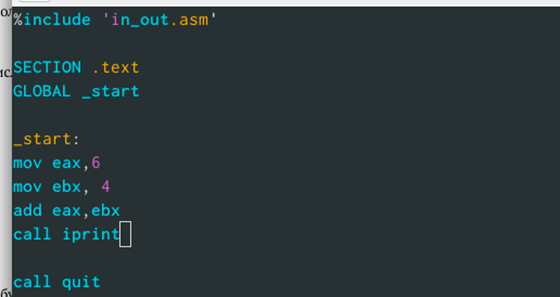 %include 'in_out.asm'
SECTION .text
GLOBAL _start
_start:
mov eax,6
mov ebx, 4
add eax,ebx
call iprint
call quit